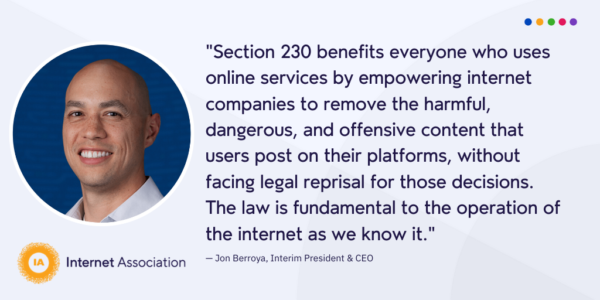 "Section 230 benefits everyone who uses
online services by empowering internet
companies to remove the harmful,
dangerous, and offensive content that
users post on their platforms, without
facing legal reprisal for those decisions.
The law is fundamental to the operation of
the internet as we know it."
— Jon Berroya, Interim President & CEO
IA
Internet Association